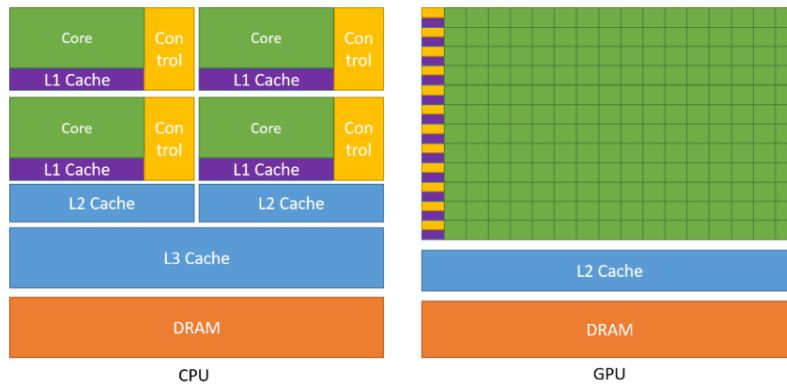 Core
Con
trol
Core
Con
trol
L1 Cache
L1 Cache
Core
Con
trol
Core
Con
trol
L1 Cache
L1 Cache
L2 Cache
L2 Cache
L3 Cache
L2 Cache
DRAM
DRAM
CPU
GPU